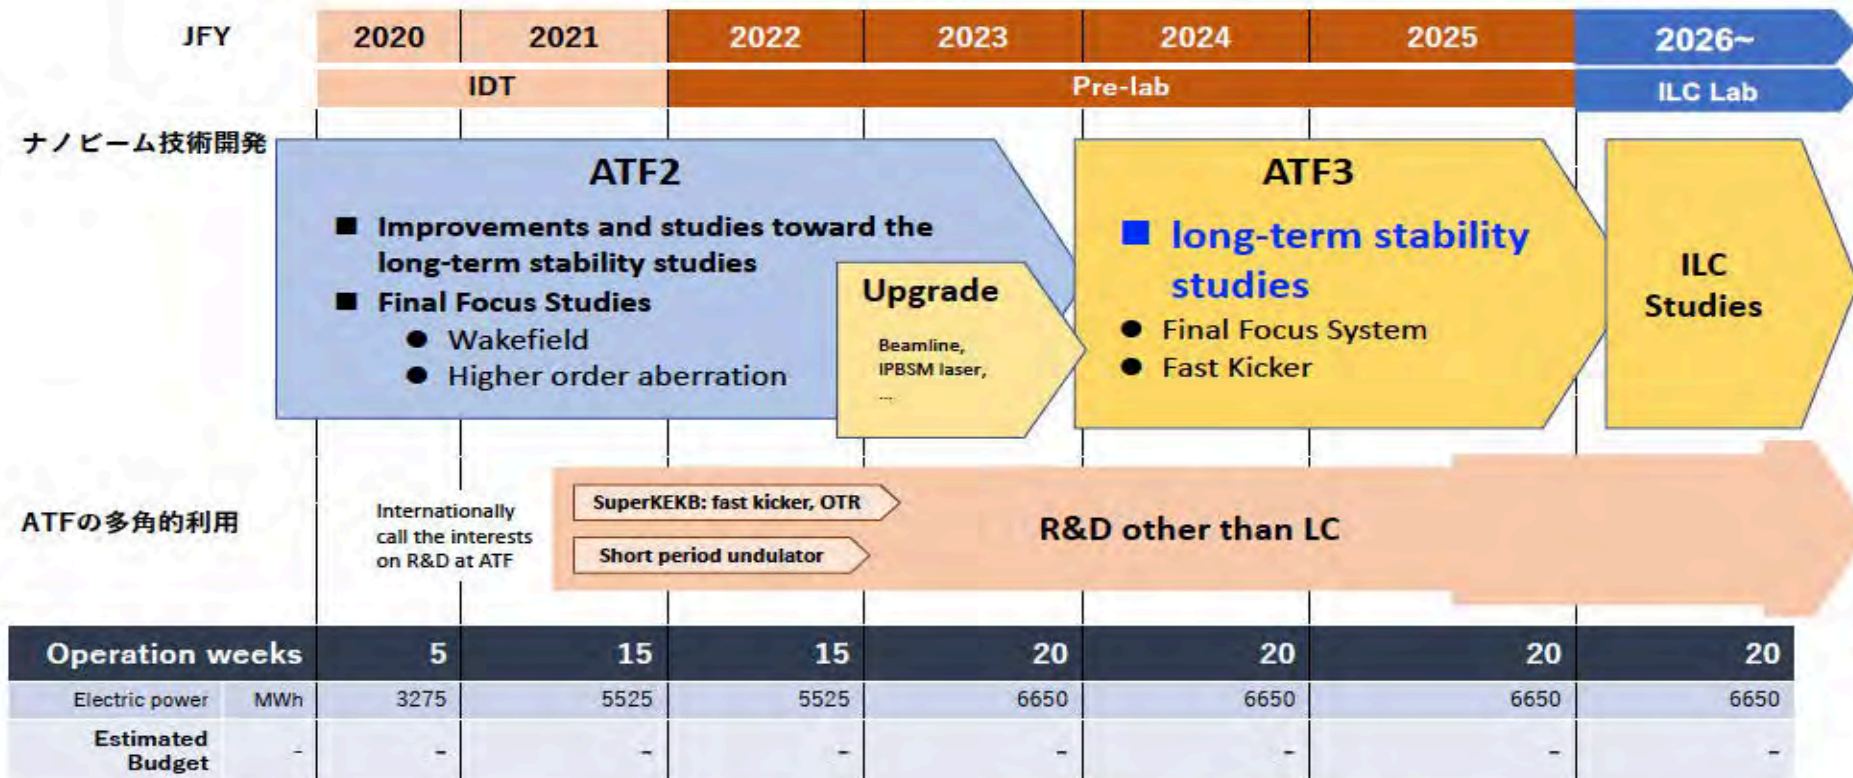 JFY 2020 2021 2022 2023 2024 2025 2026~
IDT Pre-lab ILC Lab
ナノビーム技術開発
ATF2
■ Improvements and studies toward the
long-term stability studies
■ Final Focus Studies
● Wakefield
● Higher order aberration
Upgrade
Beamline,
IPBSM laser,
...
ATF3
■ long-term stability
studies
● Final Focus System
● Fast Kicker
ILC
Studies
ATFの多角的利用
Internationally
call the interests
on R&D at ATF
SuperKEKB: fast kicker, OTR
Short period undulator
R&D other than LC
Operation weeks 5 15 15 20 20 20 20
Electric power MWh 3275 5525 5525 6650 6650 6650 6650
Estimated
Budget - - - - - - - -